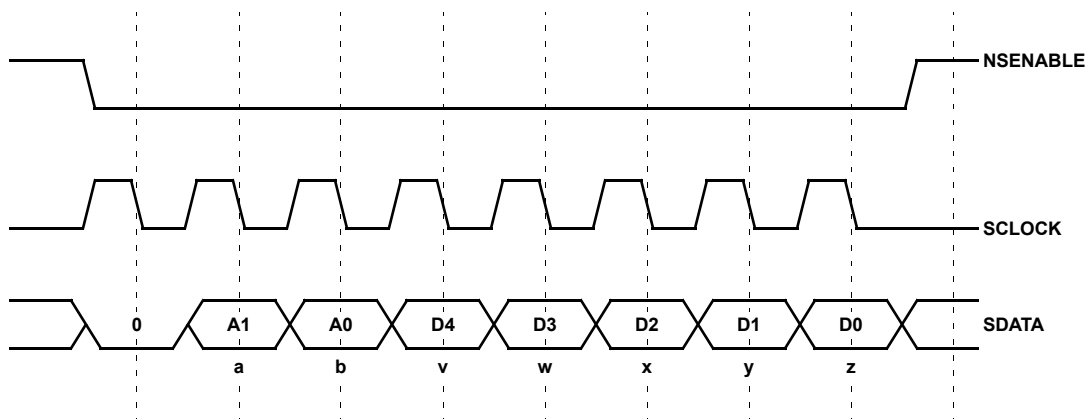 NSENABLE
SCLOCK
0 A1 A0 D4 D3 D2 D1 D0 SDATA
a b v w x y z